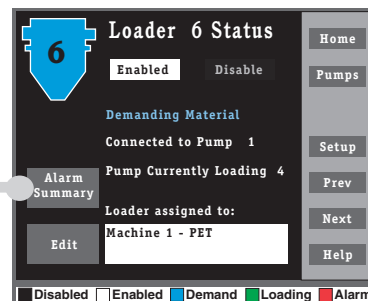 6
Loader 6 Status
Enabled Disable
Demanding Material
Connected to Pump 1
Pump Currently Loading 4
Loader assigned to:
Machine 1 - PET
Alarm
Summary
Edit
Home
Pumps
Setup
Prev
Next
Help
Disabled Enabled Demand Loading Alarm